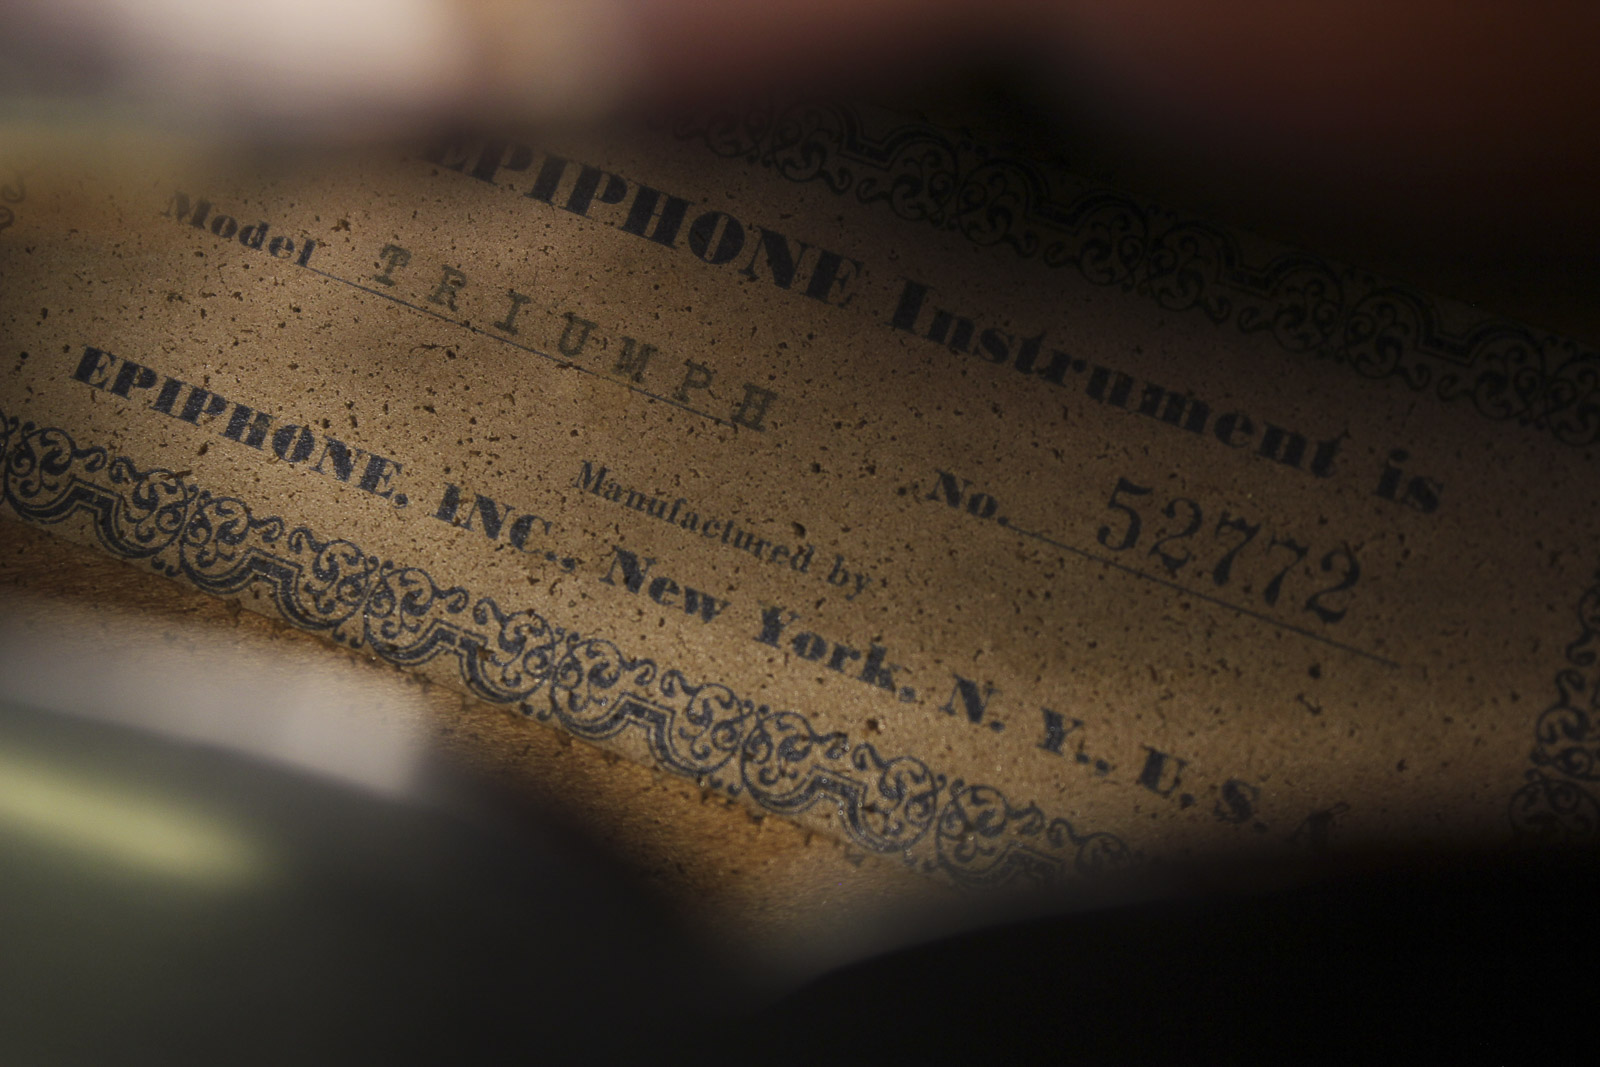 EPIPHONE Instrument is
Model TRIUMPH No. 52772
Manufactured by
EPIPHONE, INC., New York, N. Y., U. S. A.